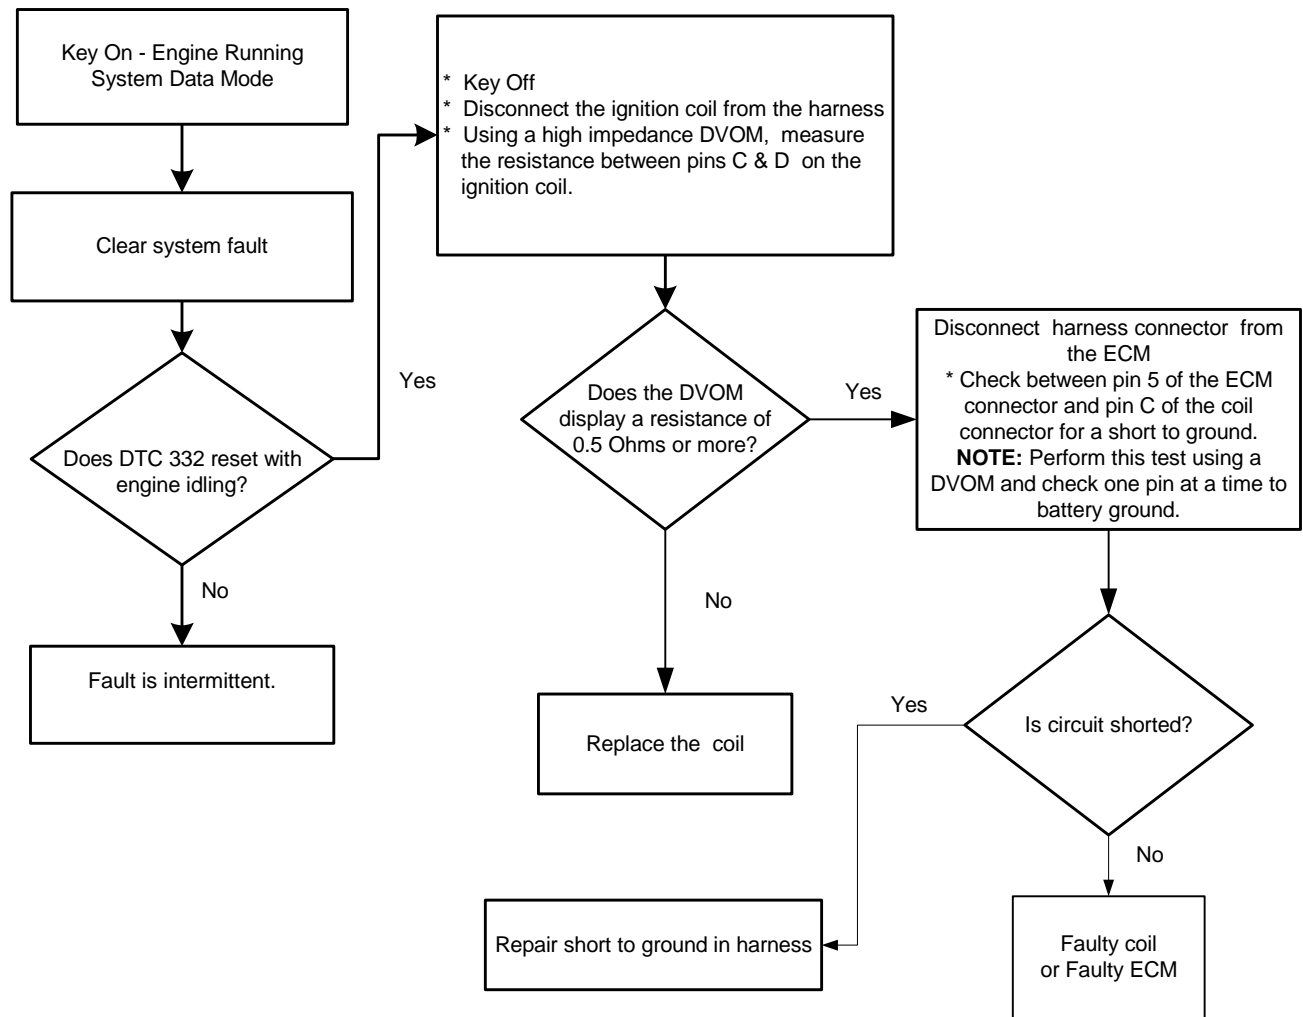 Key On - Engine Running
System Data Mode
Clear system fault
Does DTC 332 reset with
engine idling?
Yes
No
Fault is intermittent.
* Key Off
* Disconnect the ignition coil from the harness
* Using a high impedance DVOM, measure
the resistance between pins C & D on the
ignition coil.
Does the DVOM
display a resistance of
0.5 Ohms or more?
Yes
No
Replace the coil
Disconnect harness connector from
the ECM
* Check between pin 5 of the ECM
connector and pin C of the coil
connector for a short to ground.
NOTE: Perform this test using a
DVOM and check one pin at a time to
battery ground.
Is circuit shorted?
Yes
No
Repair short to ground in harness
Faulty coil
or Faulty ECM